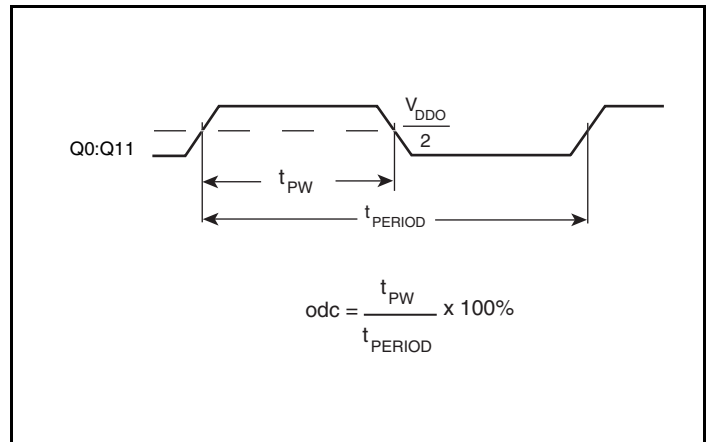 V_DDO
2
Q0:Q11
t_PW
t_PERIOD
odc = t_PW / t_PERIOD x 100%